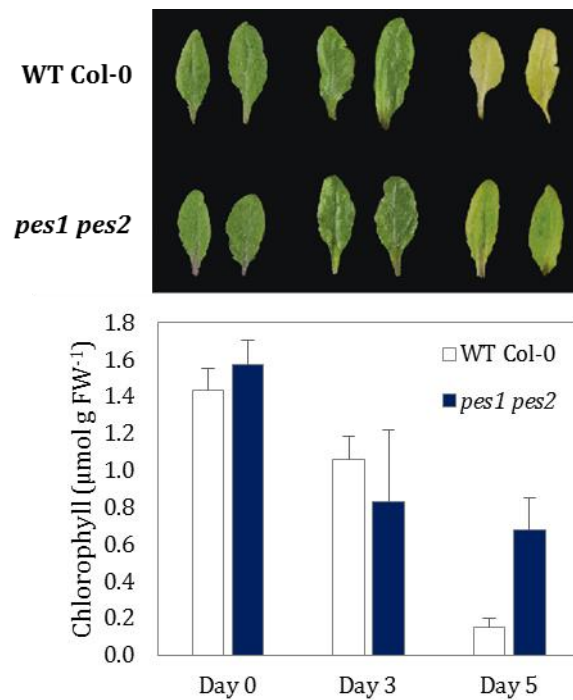 WT Col-0
pes1 pes2
Chlorophyll (μmol g FW⁻¹)
1.8
1.6
1.4
1.2
1.0
0.8
0.6
0.4
0.2
0.0
WT Col-0
pes1 pes2
Day 0 Day 3 Day 5